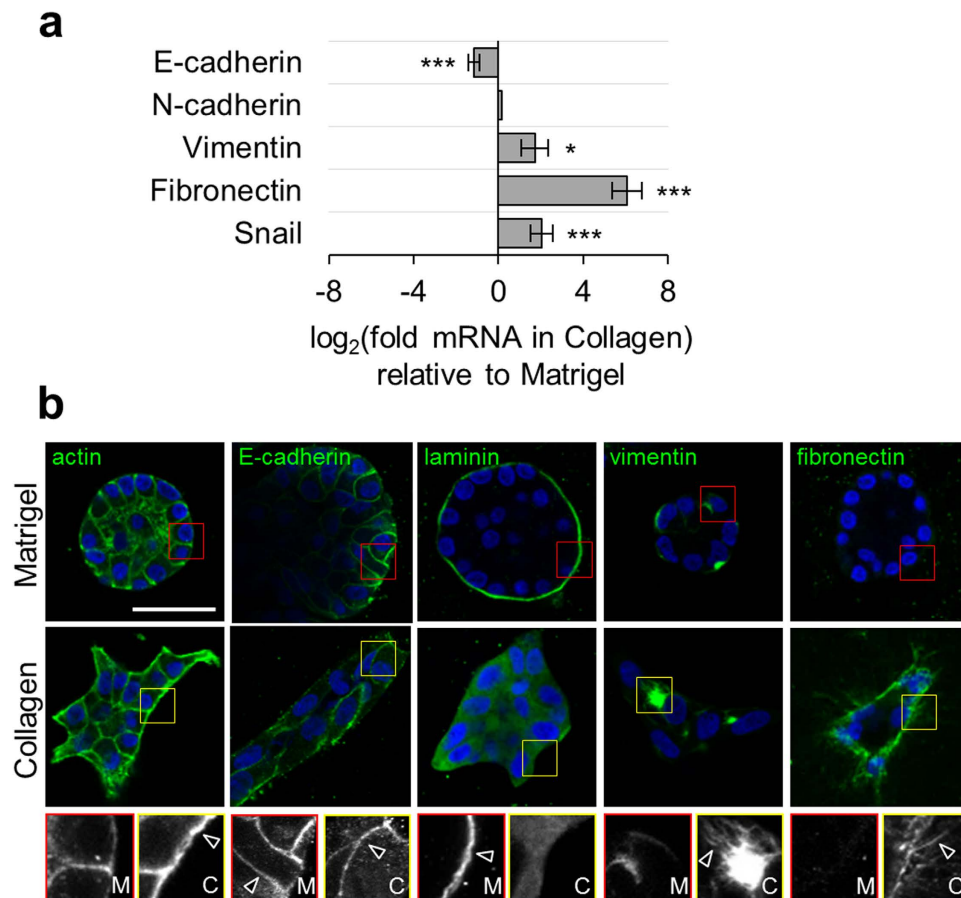 a
E-cadherin
***
N-cadherin
Vimentin
*
Fibronectin
***
Snail
***
-8 -4 0 4 8
log₂(fold mRNA in Collagen)
relative to Matrigel
b
actin E-cadherin laminin vimentin fibronectin
Matrigel
Collagen
M C M C M C M C M C